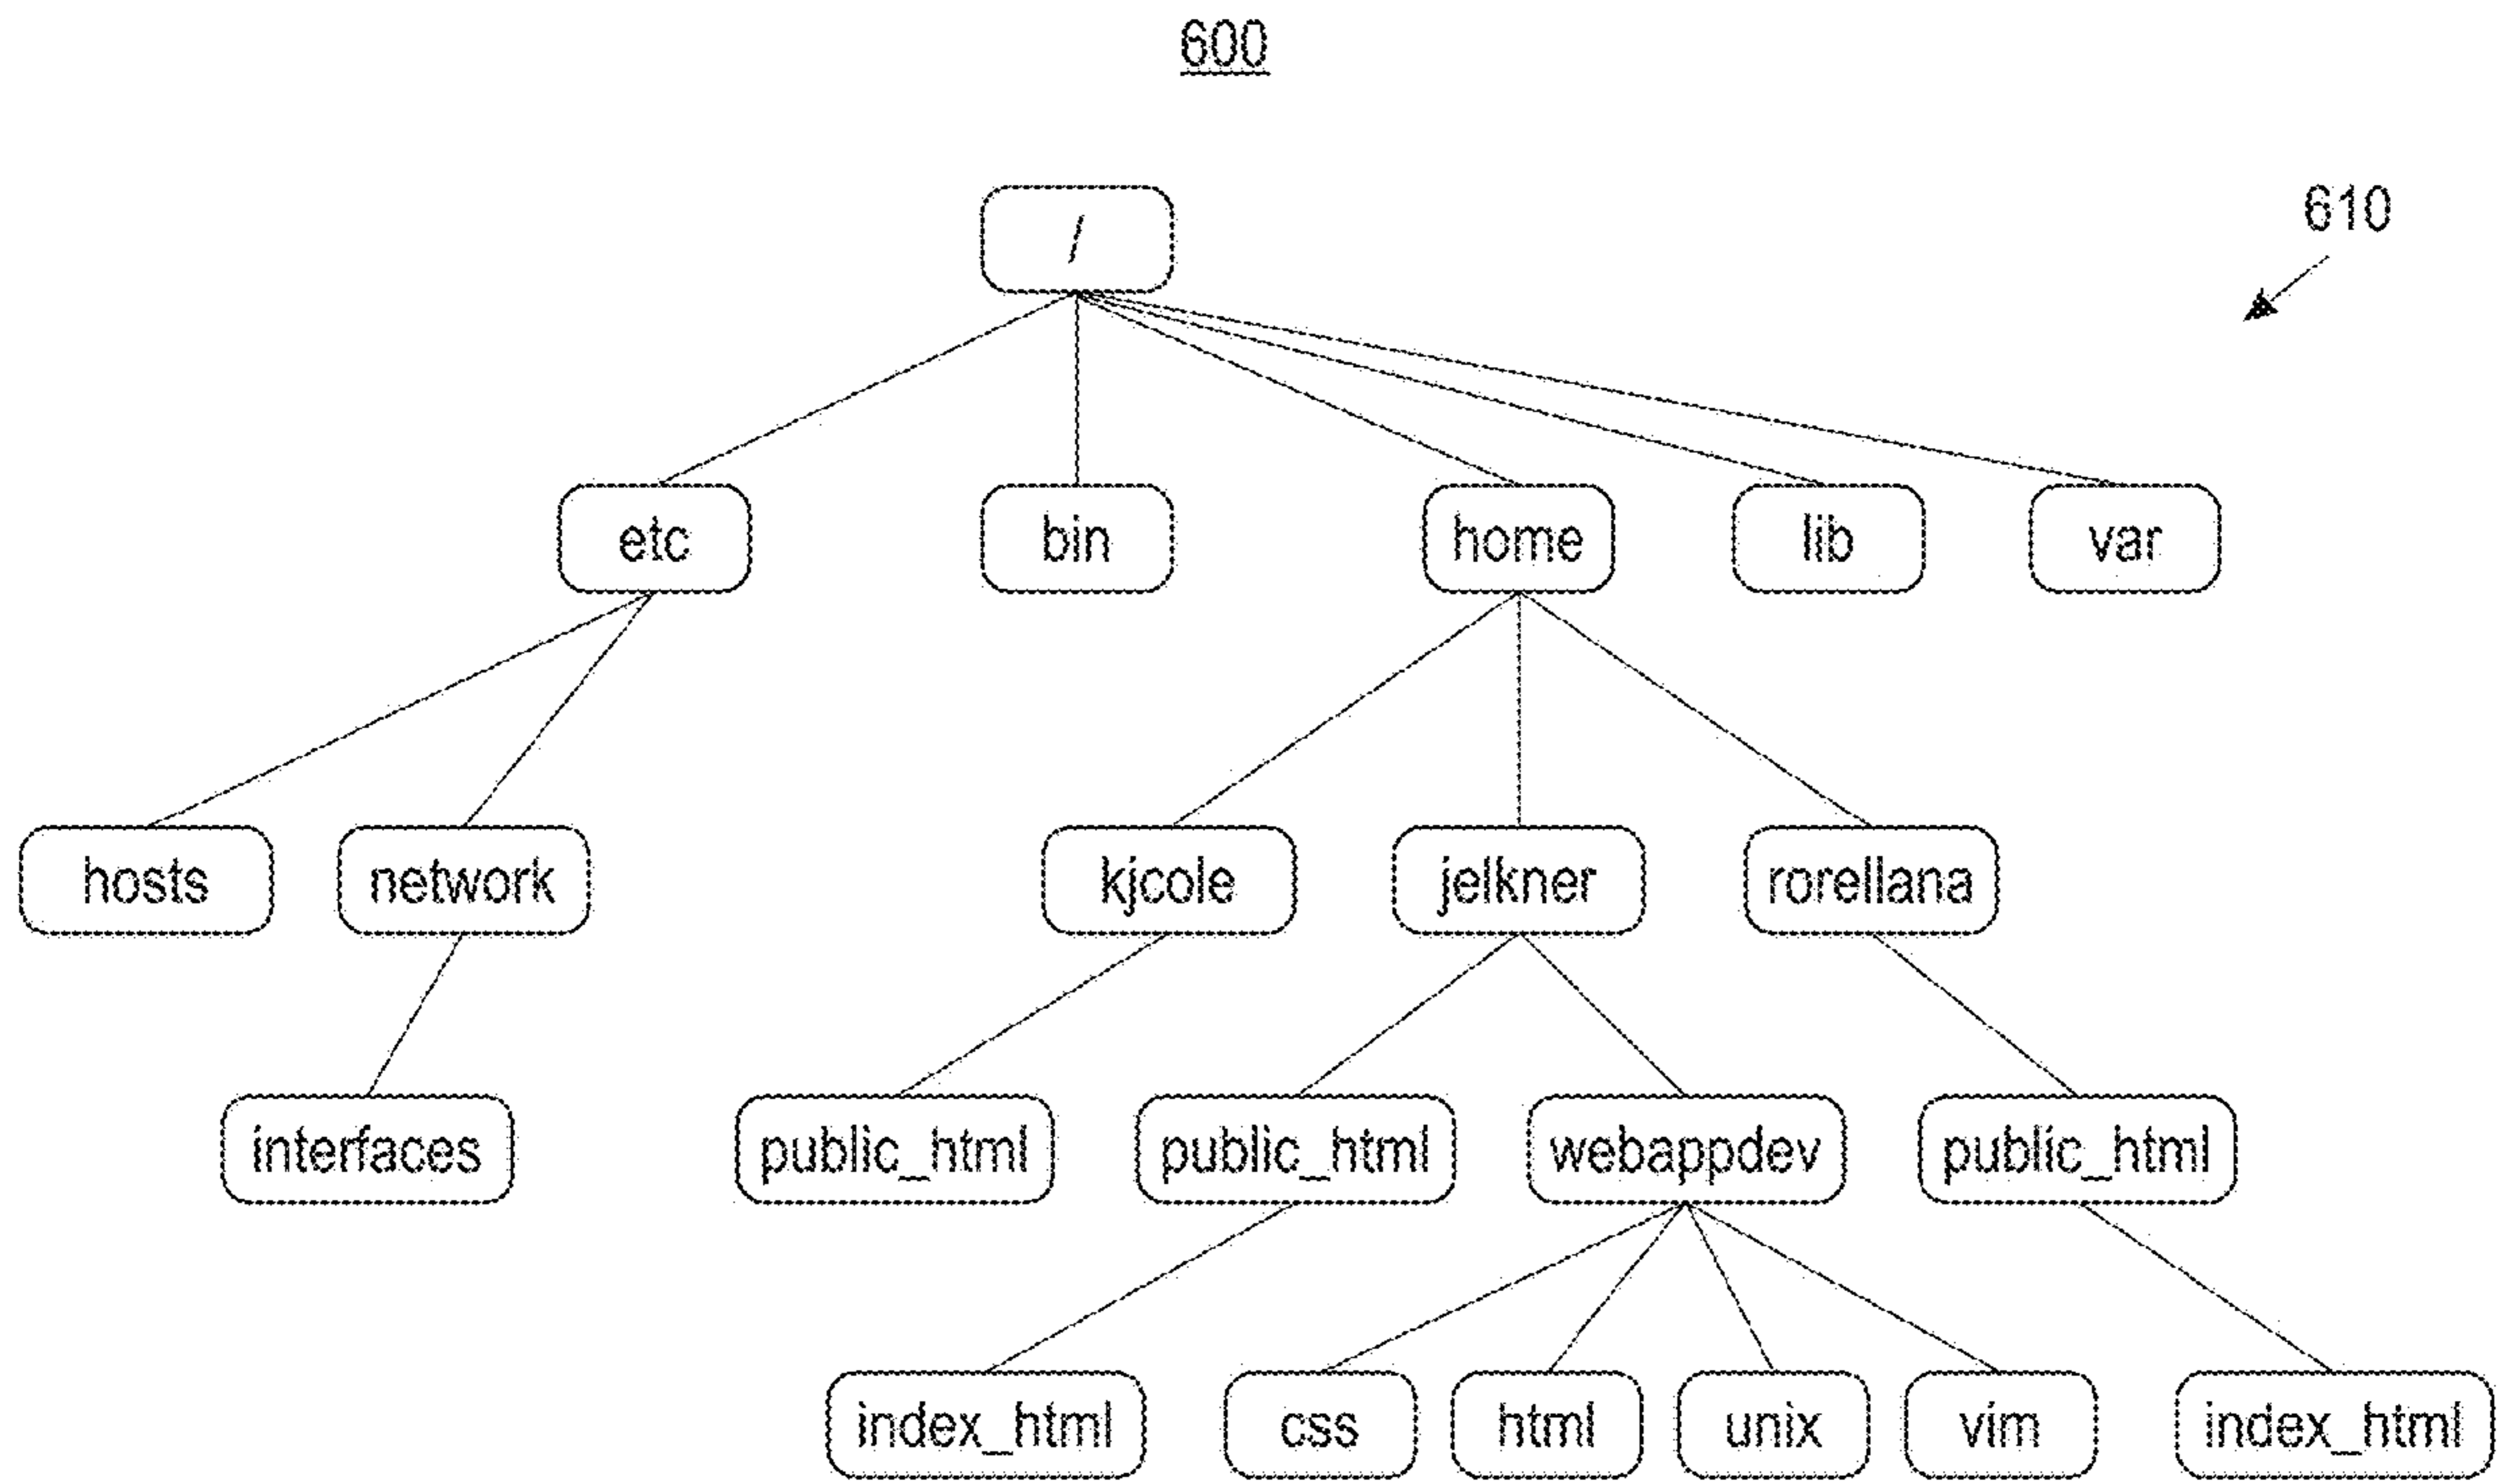 600
610
/
etc bin home lib var
hosts network kjcole jelkner rorellana
interfaces public_html public_html webappdev public_html
index_html css html unix vim index_html